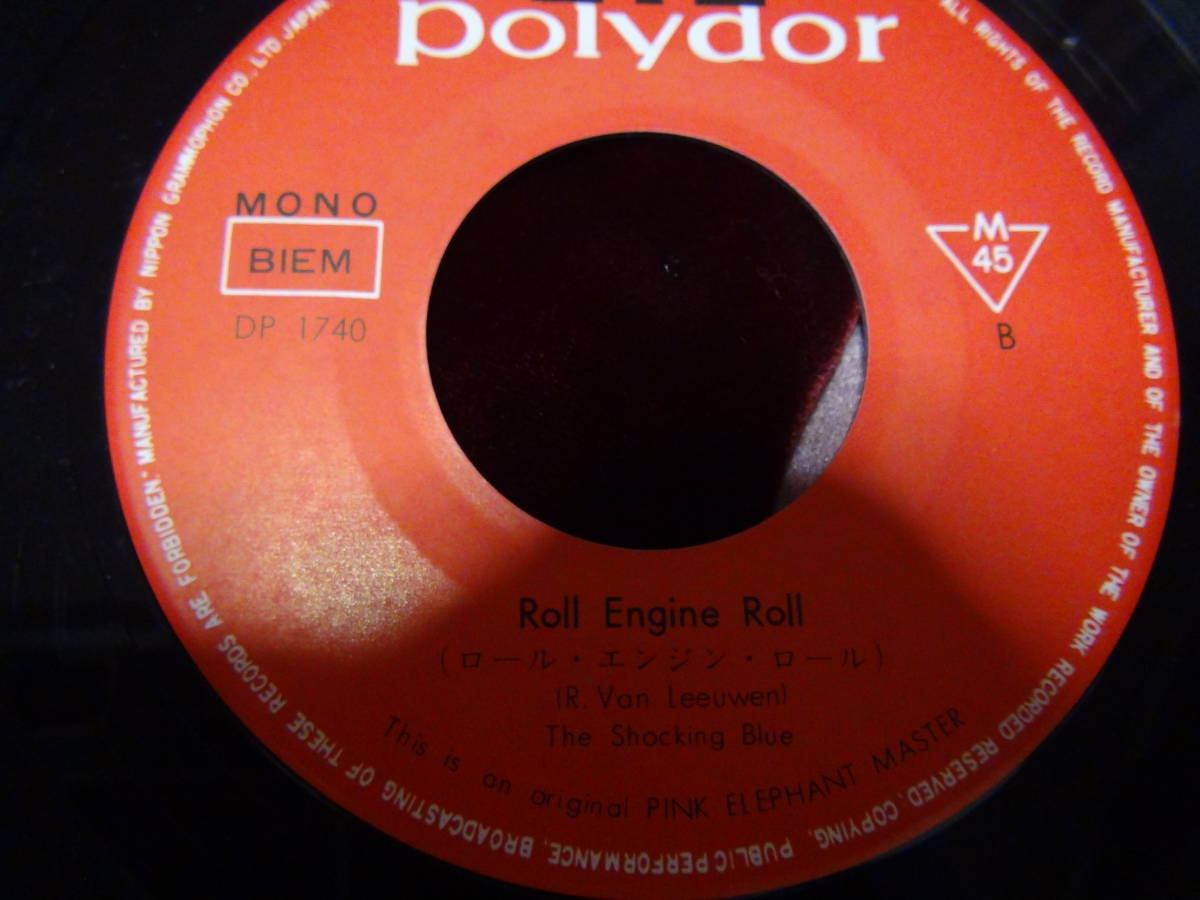 polydor
MONO
BIEM
DP 1740
M
45
B
Roll Engine Roll
(ロール・エンジン・ロール)
(R. Van Leeuwen)
The Shocking Blue
This is an original PINK ELEPHANT MASTER
ALL RIGHTS OF THE RECORD MANUFACTURER AND OF THE OWNER OF THE WORK RECORDED RESERVED. COPYING, PUBLIC PERFORMANCE, BROADCASTING OF THESE RECORDS ARE FORBIDDEN. MANUFACTURED BY NIPPON GRAMMOPHON CO., LTD. JAPAN